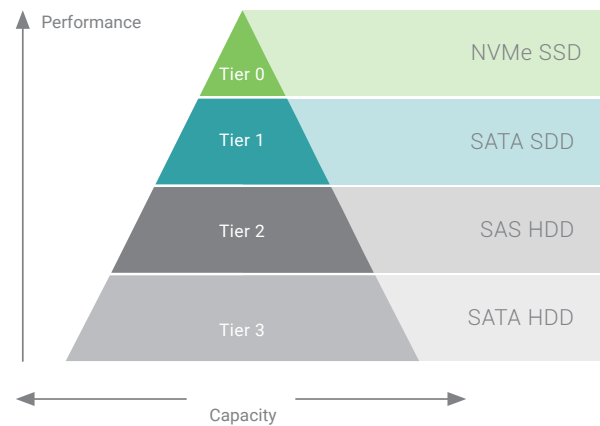 Performance
Tier 0
NVMe SSD
Tier 1
SATA SDD
Tier 2
SAS HDD
Tier 3
SATA HDD
Capacity